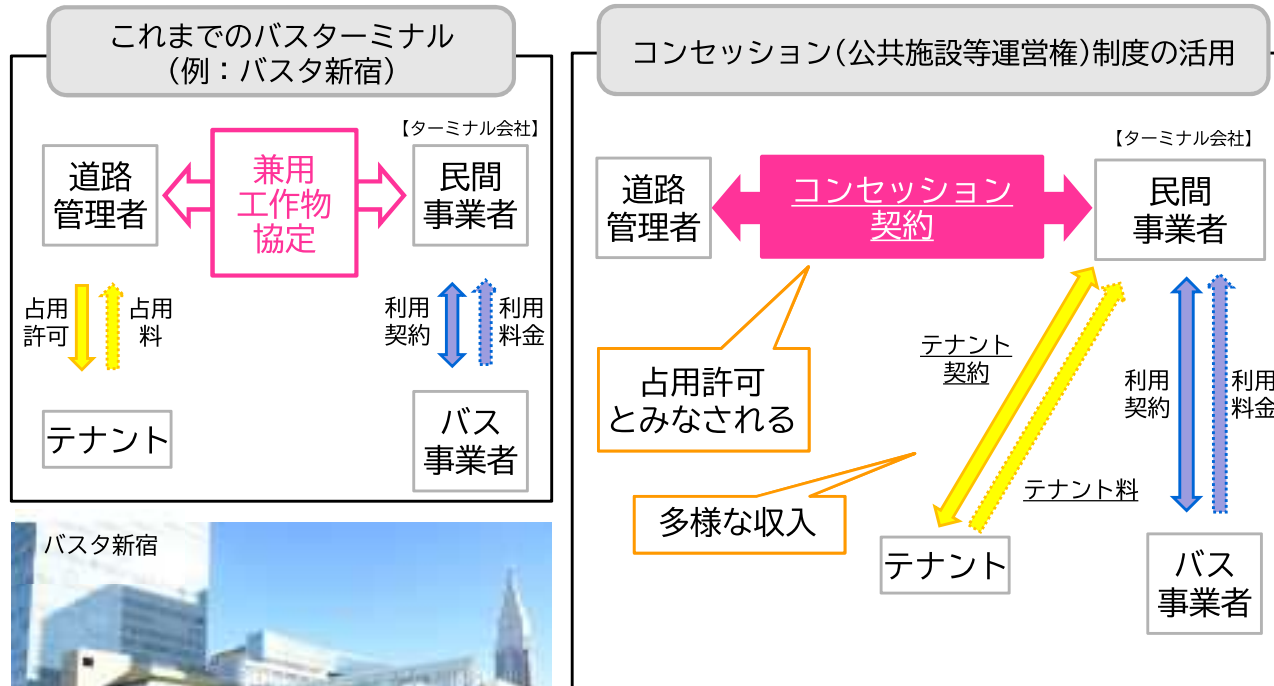 これまでのバスターミナル
(例：バスタ新宿)
【ターミナル会社】
道路
管理者
兼用
工作物
協定
民間
事業者
占用
許可
占用
料
利用
契約
利用
料金
テナント
バス
事業者
バスタ新宿
コンセッション(公共施設等運営権)制度の活用
【ターミナル会社】
道路
管理者
コンセッション
契約
民間
事業者
占用許可
とみなされる
テナント
契約
利用
契約
利用
料金
テナント料
多様な収入
テナント
バス
事業者